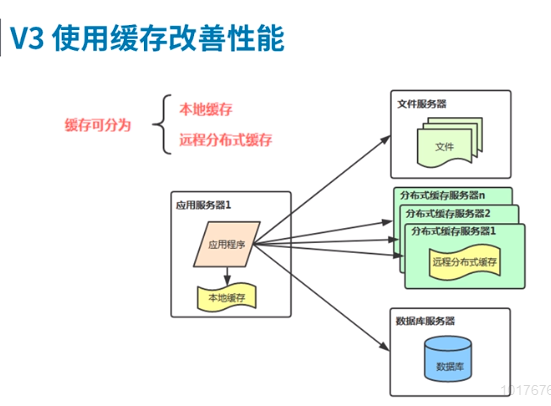 V3 使用缓存改善性能
缓存可分为
本地缓存
远程分布式缓存
文件服务器
文件
应用服务器1
应用程序
本地缓存
分布式缓存服务器n
分布式缓存服务器2
分布式缓存服务器1
远程分布式缓存
数据库服务器
数据库
1017676